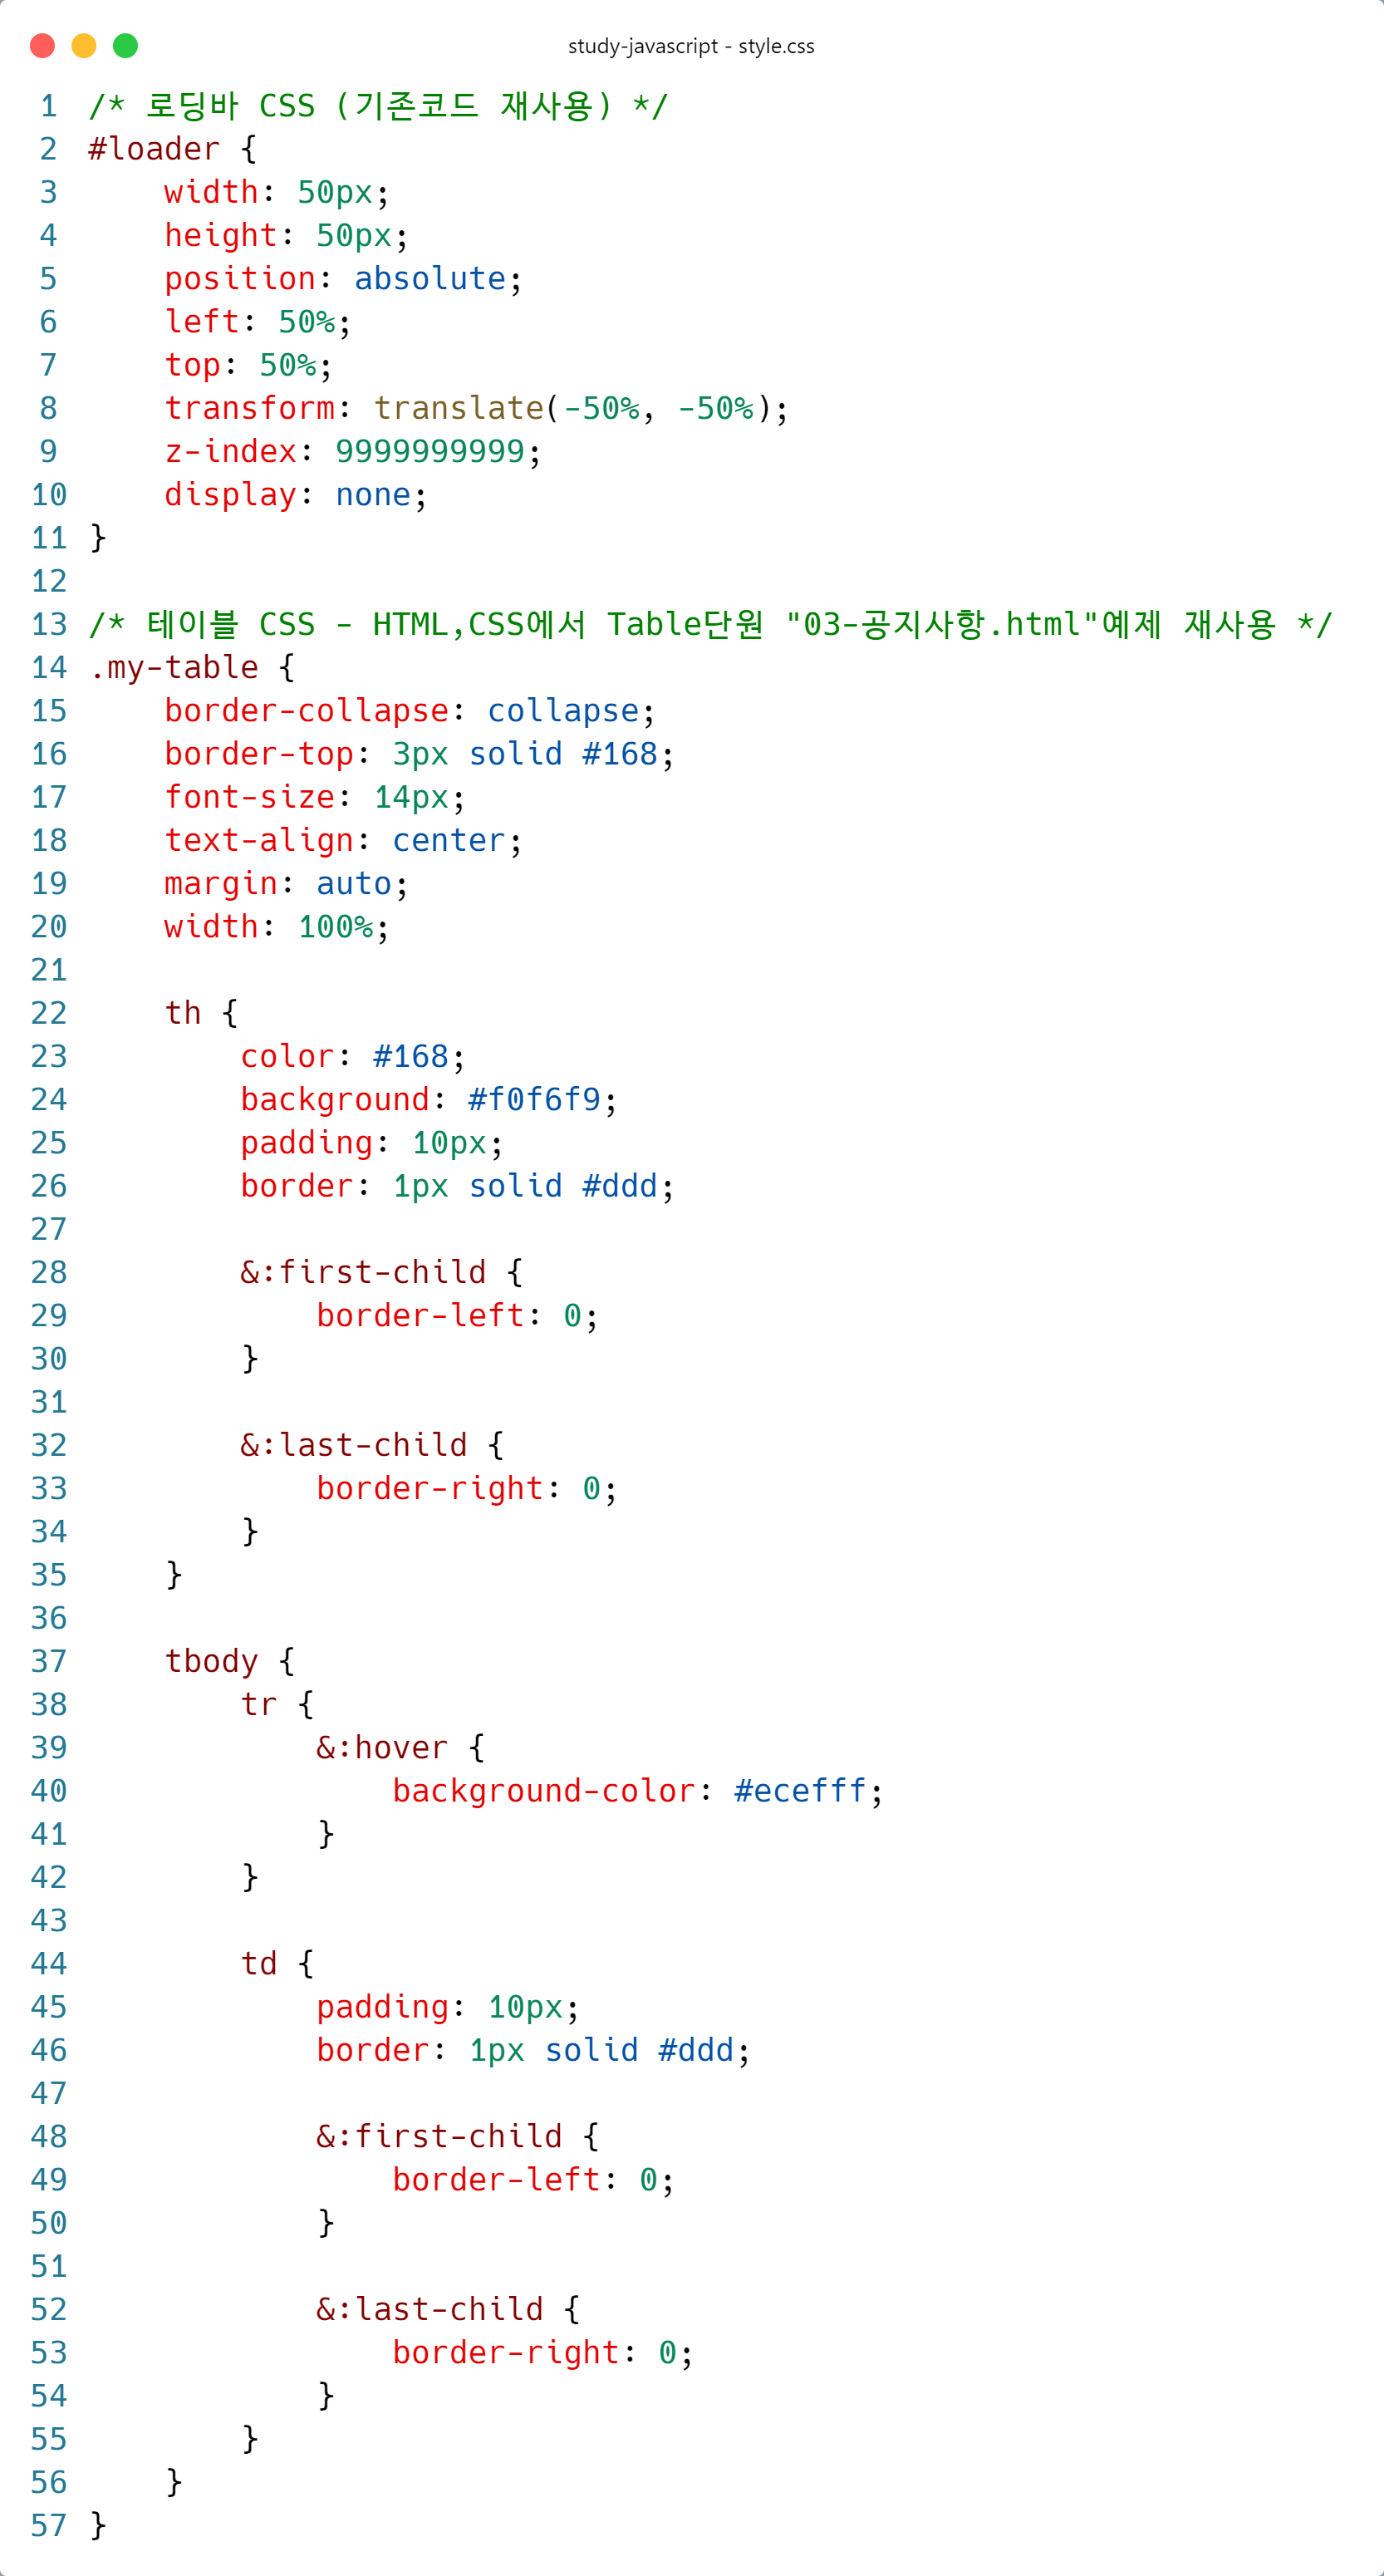 study-javascript - style.css
1 /* 로딩바 CSS (기존코드 재사용) */
2 #loader {
3     width: 50px;
4     height: 50px;
5     position: absolute;
6     left: 50%;
7     top: 50%;
8     transform: translate(-50%, -50%);
9     z-index: 9999999999;
10     display: none;
11 }
12
13 /* 테이블 CSS - HTML,CSS에서 Table단원 "03-공지사항.html"예제 재사용 */
14 .my-table {
15     border-collapse: collapse;
16     border-top: 3px solid #168;
17     font-size: 14px;
18     text-align: center;
19     margin: auto;
20     width: 100%;
21
22     th {
23         color: #168;
24         background: #f0f6f9;
25         padding: 10px;
26         border: 1px solid #ddd;
27
28         &:first-child {
29             border-left: 0;
30         }
31
32         &:last-child {
33             border-right: 0;
34         }
35     }
36
37     tbody {
38         tr {
39             &:hover {
40                 background-color: #ecefff;
41             }
42         }
43
44         td {
45             padding: 10px;
46             border: 1px solid #ddd;
47
48             &:first-child {
49                 border-left: 0;
50             }
51
52             &:last-child {
53                 border-right: 0;
54             }
55         }
56     }
57 }